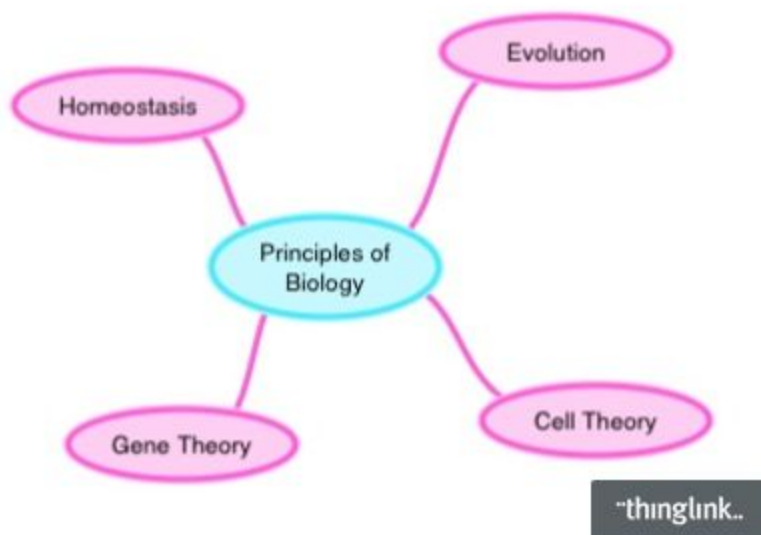 Evolution
Homeostasis
Principles of
Biology
Cell Theory
Gene Theory
¨thinglink..